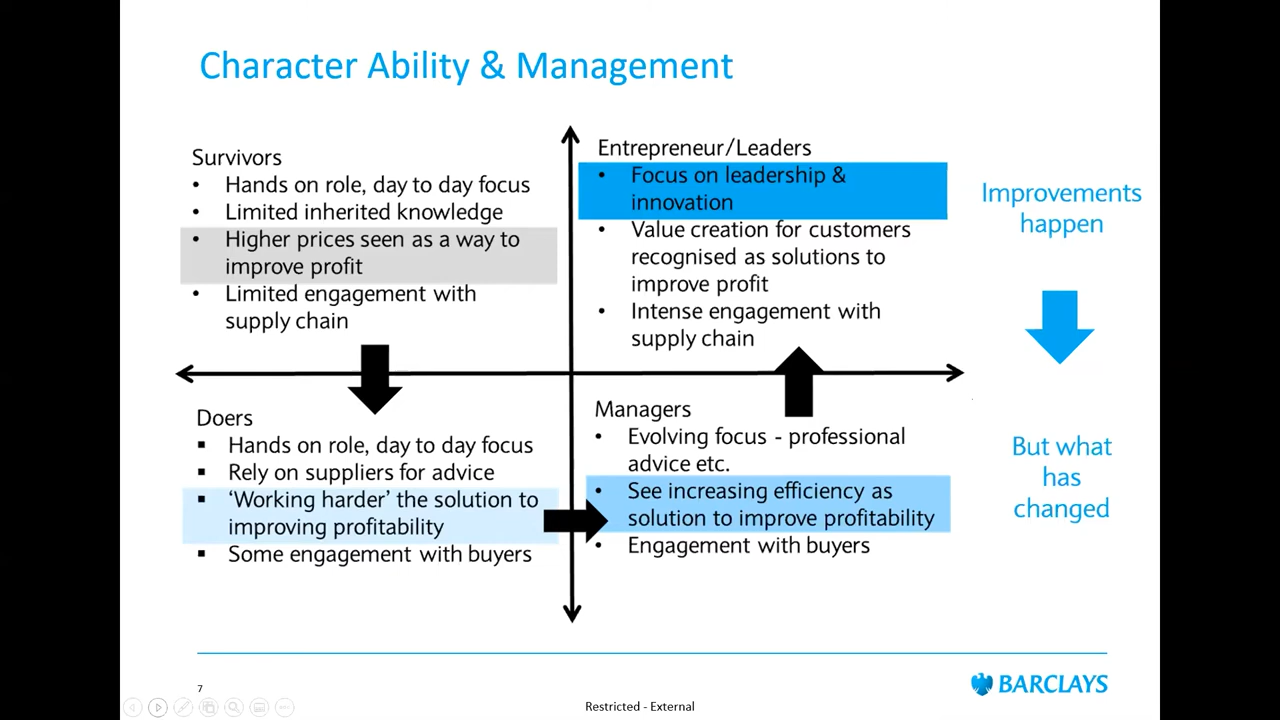 Character Ability & Management
Survivors
• Hands on role, day to day focus
• Limited inherited knowledge
• Higher prices seen as a way to
improve profit
• Limited engagement with
supply chain
Entrepreneur/Leaders
• Focus on leadership &
innovation
• Value creation for customers
recognised as solutions to
improve profit
• Intense engagement with
supply chain
Improvements
happen
Doers
▪ Hands on role, day to day focus
▪ Rely on suppliers for advice
▪ ‘Working harder’ the solution to
improving profitability
▪ Some engagement with buyers
Managers
• Evolving focus - professional
advice etc.
• See increasing efficiency as
solution to improve profitability
• Engagement with buyers
But what
has
changed
7
BARCLAYS
Restricted - External